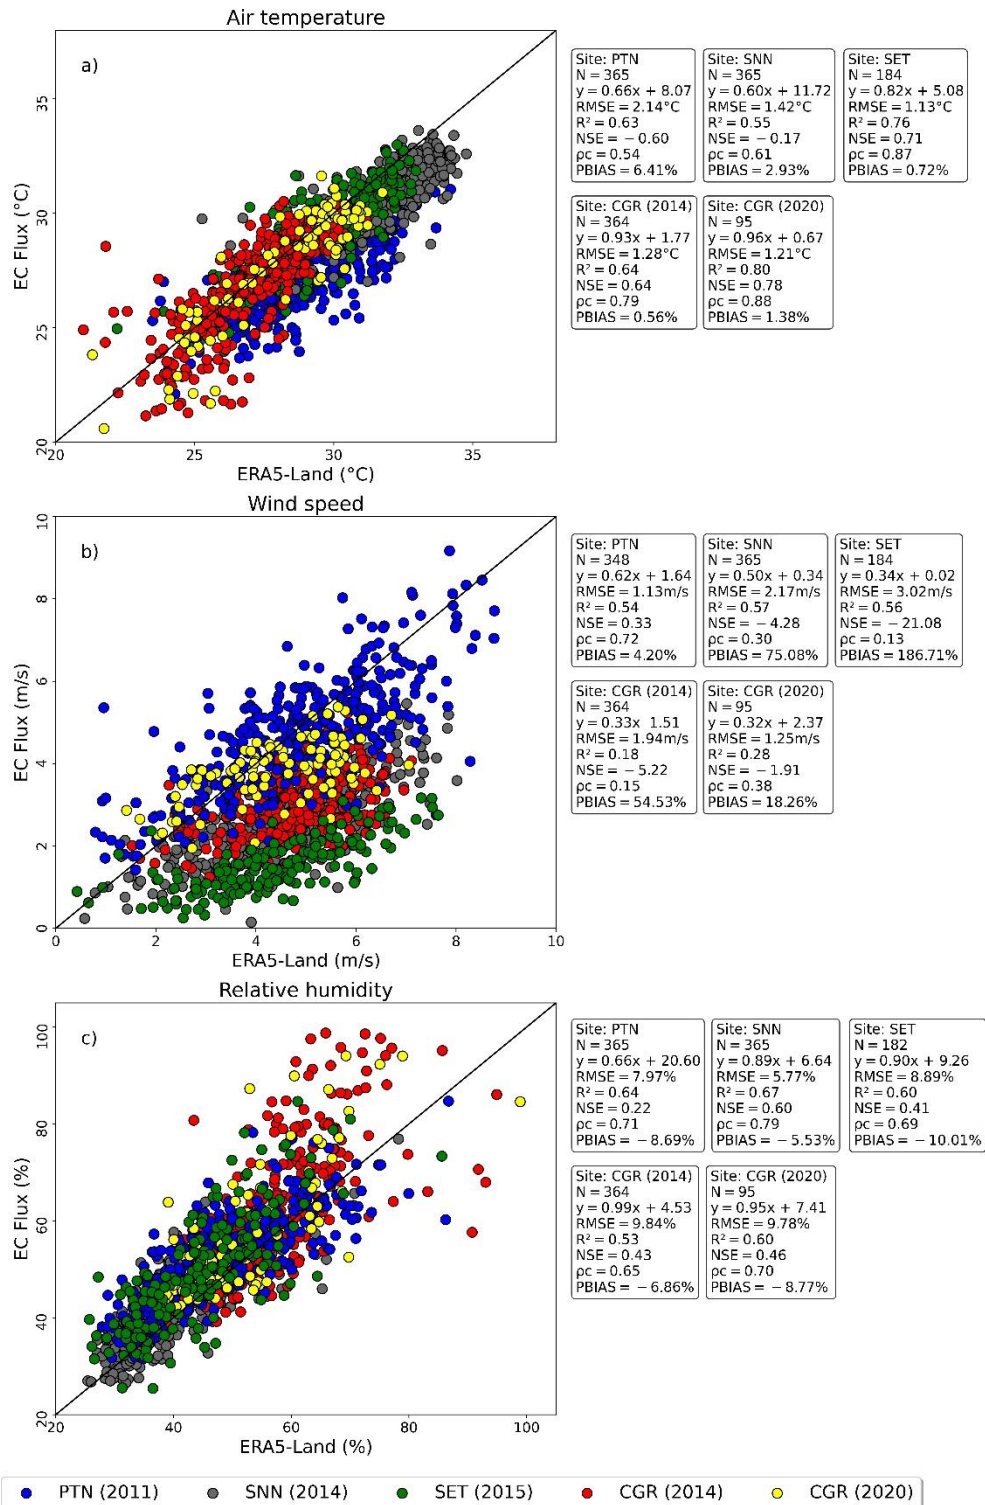 Air temperature
a)
EC Flux (°C)
35
30
25
20
20 25 30 35
ERA5-Land (°C)
Site: PTN
N = 365
y = 0.66x + 8.07
RMSE = 2.14°C
R² = 0.63
NSE = −0.60
ρc = 0.54
PBIAS = 6.41%
Site: SNN
N = 365
y = 0.60x + 11.72
RMSE = 1.42°C
R² = 0.55
NSE = −0.17
ρc = 0.61
PBIAS = 2.93%
Site: SET
N = 184
y = 0.82x + 5.08
RMSE = 1.13°C
R² = 0.76
NSE = 0.71
ρc = 0.87
PBIAS = 0.72%
Site: CGR (2014)
N = 364
y = 0.93x + 1.77
RMSE = 1.28°C
R² = 0.64
NSE = 0.64
ρc = 0.79
PBIAS = 0.56%
Site: CGR (2020)
N = 95
y = 0.96x + 0.67
RMSE = 1.21°C
R² = 0.80
NSE = 0.78
ρc = 0.88
PBIAS = 1.38%
Wind speed
b)
EC Flux (m/s)
10
8
6
4
2
0
0 2 4 6 8 10
ERA5-Land (m/s)
Site: PTN
N = 348
y = 0.62x + 1.64
RMSE = 1.13m/s
R² = 0.54
NSE = 0.33
ρc = 0.72
PBIAS = 4.20%
Site: SNN
N = 365
y = 0.50x + 0.34
RMSE = 2.17m/s
R² = 0.57
NSE = −4.28
ρc = 0.30
PBIAS = 75.08%
Site: SET
N = 184
y = 0.34x + 0.02
RMSE = 3.02m/s
R² = 0.56
NSE = −21.08
ρc = 0.13
PBIAS = 186.71%
Site: CGR (2014)
N = 364
y = 0.33x 1.51
RMSE = 1.94m/s
R² = 0.18
NSE = −5.22
ρc = 0.15
PBIAS = 54.53%
Site: CGR (2020)
N = 95
y = 0.32x + 2.37
RMSE = 1.25m/s
R² = 0.28
NSE = −1.91
ρc = 0.38
PBIAS = 18.26%
Relative humidity
c)
EC Flux (%)
100
80
60
40
20
20 40 60 80 100
ERA5-Land (%)
Site: PTN
N = 365
y = 0.66x + 20.60
RMSE = 7.97%
R² = 0.64
NSE = 0.22
ρc = 0.71
PBIAS = −8.69%
Site: SNN
N = 365
y = 0.89x + 6.64
RMSE = 5.77%
R² = 0.67
NSE = 0.60
ρc = 0.79
PBIAS = −5.53%
Site: SET
N = 182
y = 0.90x + 9.26
RMSE = 8.89%
R² = 0.60
NSE = 0.41
ρc = 0.69
PBIAS = −10.01%
Site: CGR (2014)
N = 364
y = 0.99x + 4.53
RMSE = 9.84%
R² = 0.53
NSE = 0.43
ρc = 0.65
PBIAS = −6.86%
Site: CGR (2020)
N = 95
y = 0.95x + 7.41
RMSE = 9.78%
R² = 0.60
NSE = 0.46
ρc = 0.70
PBIAS = −8.77%
PTN (2011) SNN (2014) SET (2015) CGR (2014) CGR (2020)